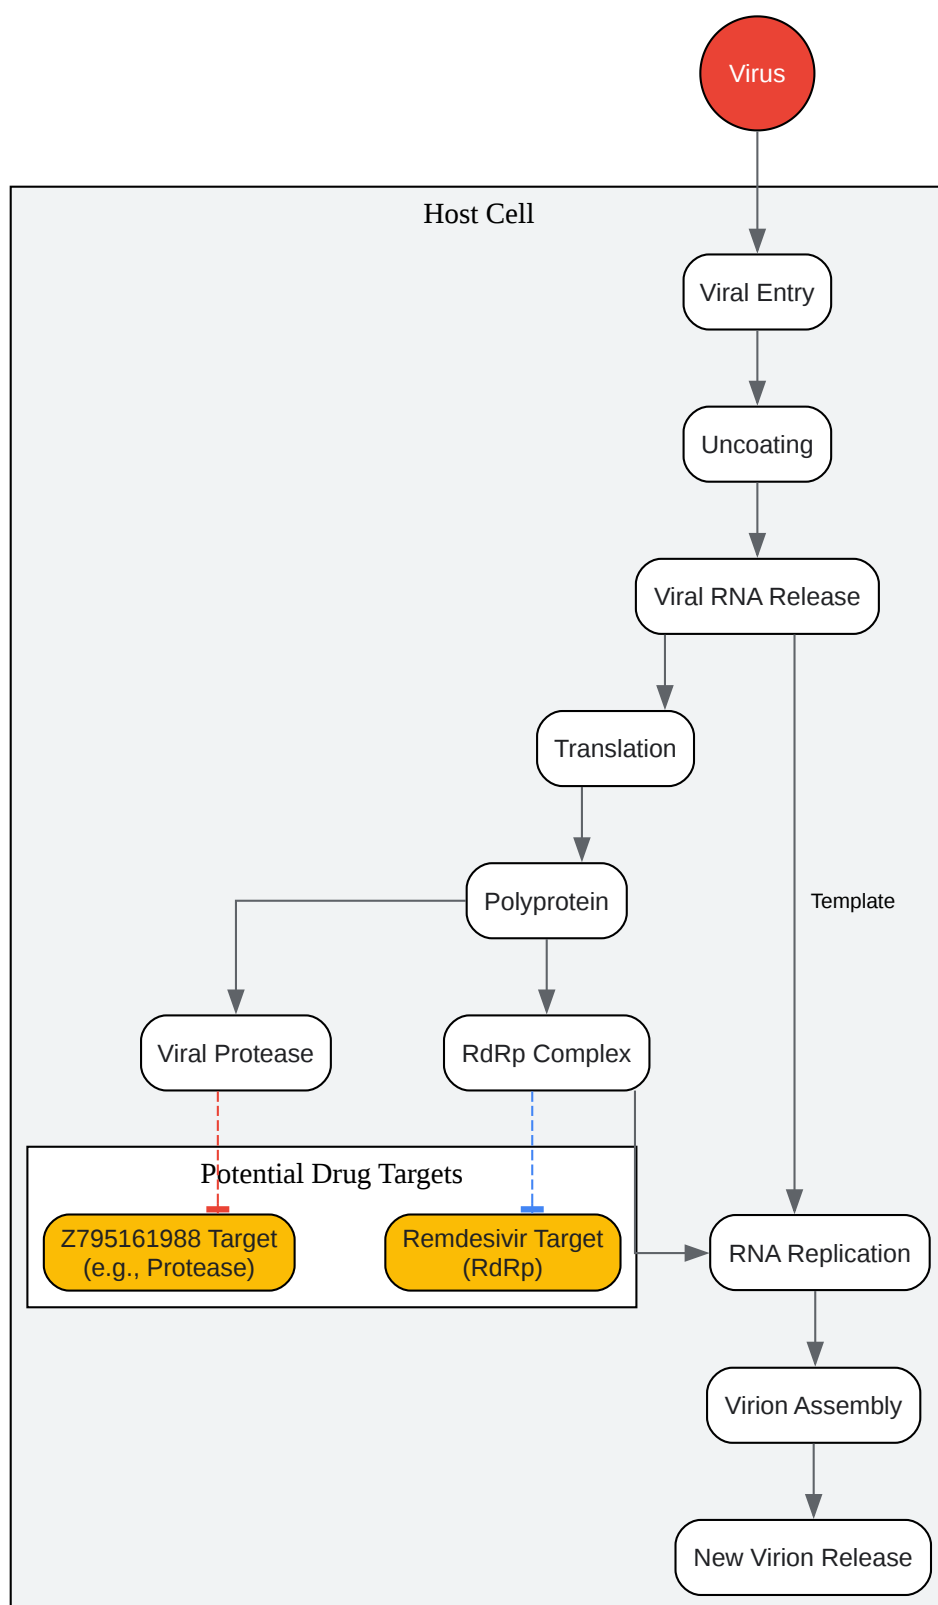 Virus
Host Cell
Viral Entry
Uncoating
Viral RNA Release
Translation
Polyprotein
Template
Viral Protease
RdRp Complex
Potential Drug Targets
Z795161988 Target
(e.g., Protease)
Remdesivir Target
(RdRp)
RNA Replication
Virion Assembly
New Virion Release